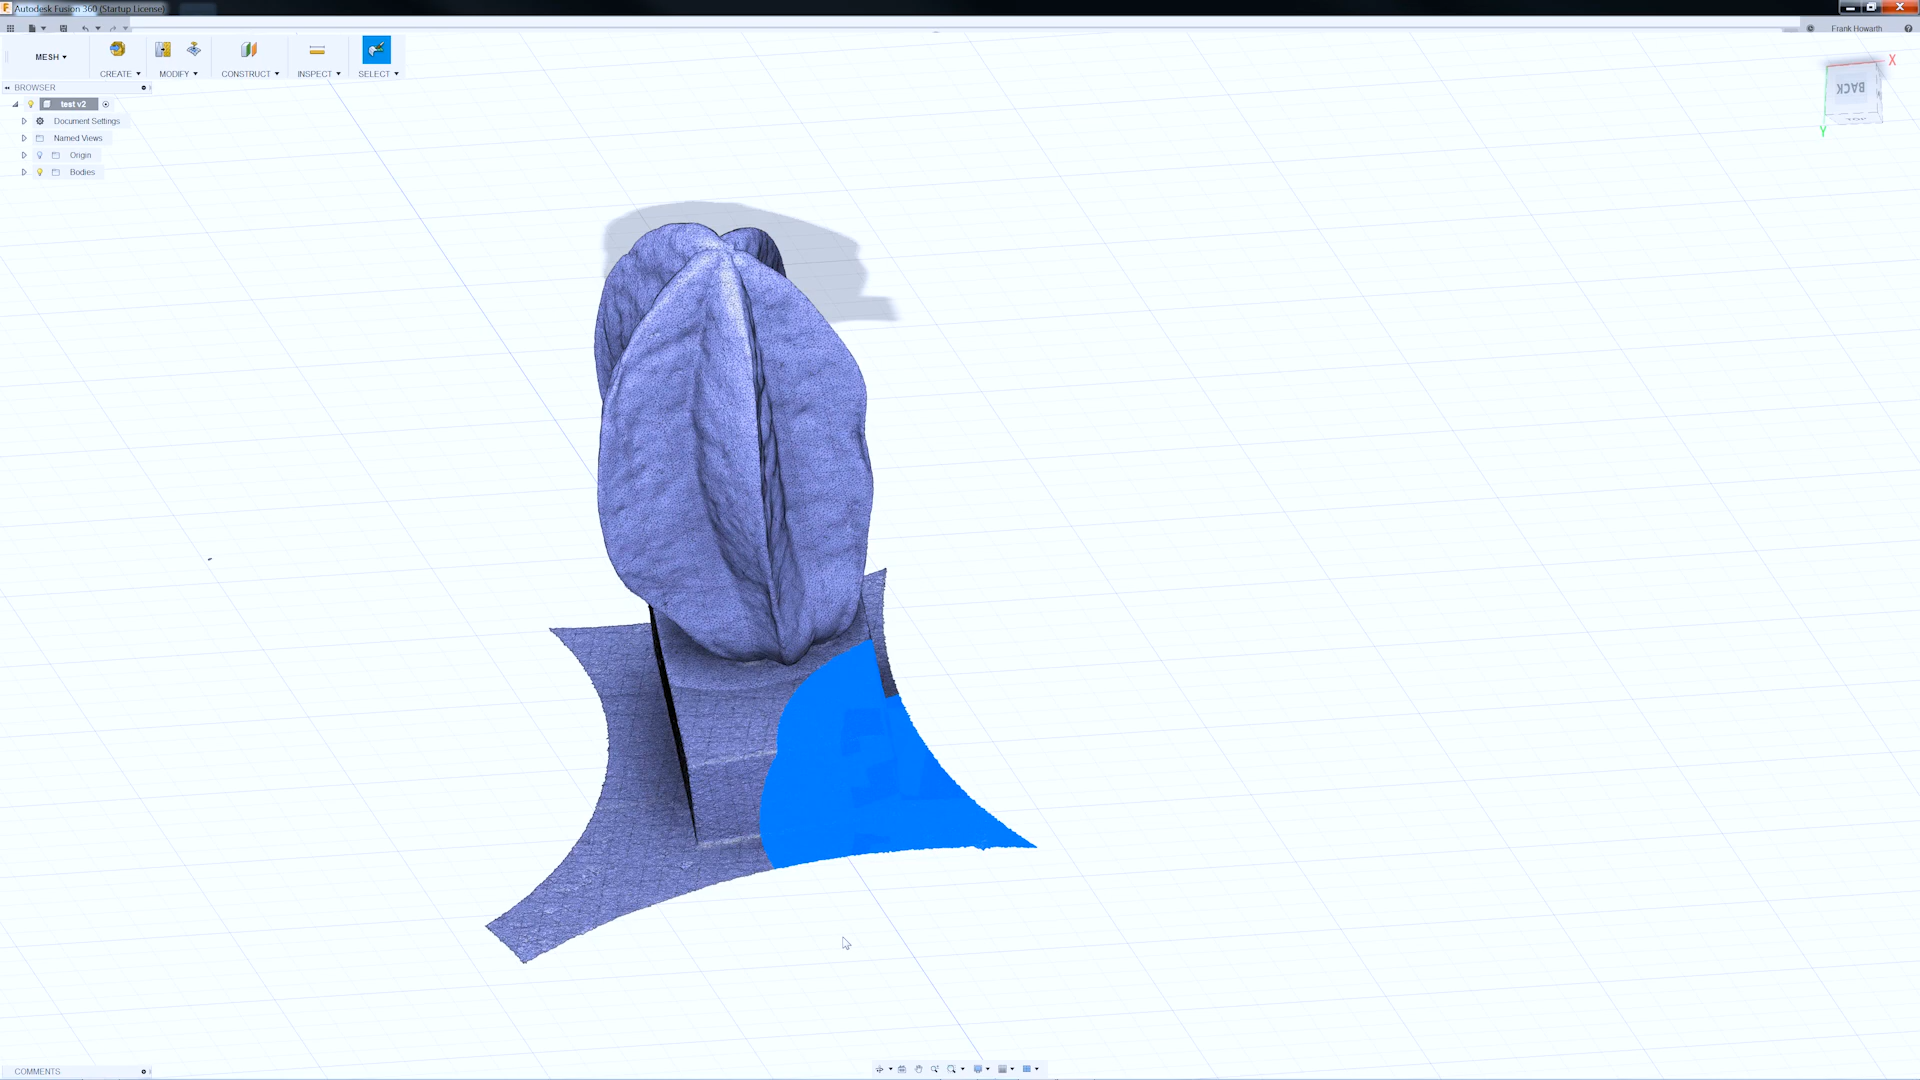 Autodesk Fusion 360 (Startup License)
Frank Howarth
MESH
CREATE
MODIFY
CONSTRUCT
INSPECT
SELECT
BROWSER
test v2
Document Settings
Named Views
Origin
Bodies
X
BACK
TOP
Y
COMMENTS